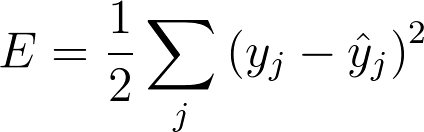 E = \frac{1}{2} \sum_{j} (y_j - \hat{y}_j)^2